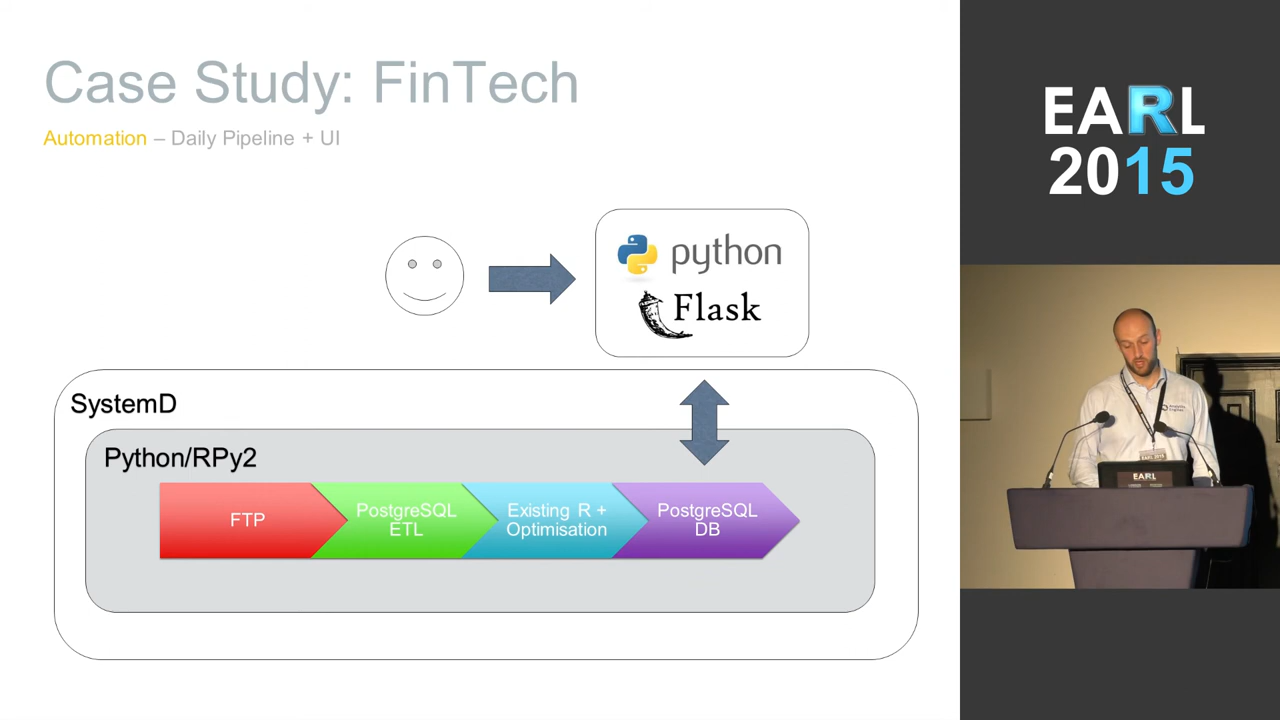 Case Study: FinTech
Automation – Daily Pipeline + UI
python
Flask
SystemD
Python/RPy2
FTP
PostgreSQL
ETL
Existing R +
Optimisation
PostgreSQL
DB
EARL
2015
EARL